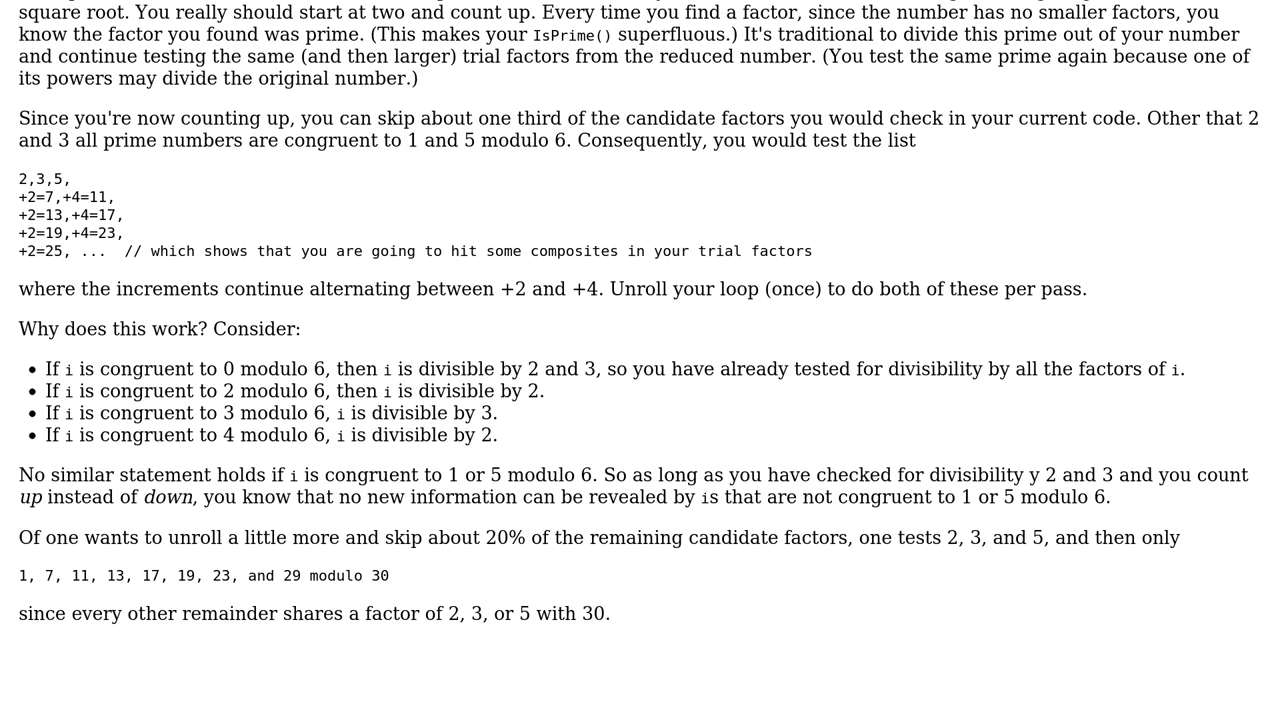 square root. You really should start at two and count up. Every time you find a factor, since the number has no smaller factors, you
know the factor you found was prime. (This makes your IsPrime() superfluous.) It's traditional to divide this prime out of your number
and continue testing the same (and then larger) trial factors from the reduced number. (You test the same prime again because one of
its powers may divide the original number.)
Since you're now counting up, you can skip about one third of the candidate factors you would check in your current code. Other that 2
and 3 all prime numbers are congruent to 1 and 5 modulo 6. Consequently, you would test the list
2,3,5,
+2=7,+4=11,
+2=13,+4=17,
+2=19,+4=23,
+2=25, ...  // which shows that you are going to hit some composites in your trial factors
where the increments continue alternating between +2 and +4. Unroll your loop (once) to do both of these per pass.
Why does this work? Consider:
• If i is congruent to 0 modulo 6, then i is divisible by 2 and 3, so you have already tested for divisibility by all the factors of i.
• If i is congruent to 2 modulo 6, then i is divisible by 2.
• If i is congruent to 3 modulo 6, i is divisible by 3.
• If i is congruent to 4 modulo 6, i is divisible by 2.
No similar statement holds if i is congruent to 1 or 5 modulo 6. So as long as you have checked for divisibility y 2 and 3 and you count
up instead of down, you know that no new information can be revealed by is that are not congruent to 1 or 5 modulo 6.
Of one wants to unroll a little more and skip about 20% of the remaining candidate factors, one tests 2, 3, and 5, and then only
1, 7, 11, 13, 17, 19, 23, and 29 modulo 30
since every other remainder shares a factor of 2, 3, or 5 with 30.